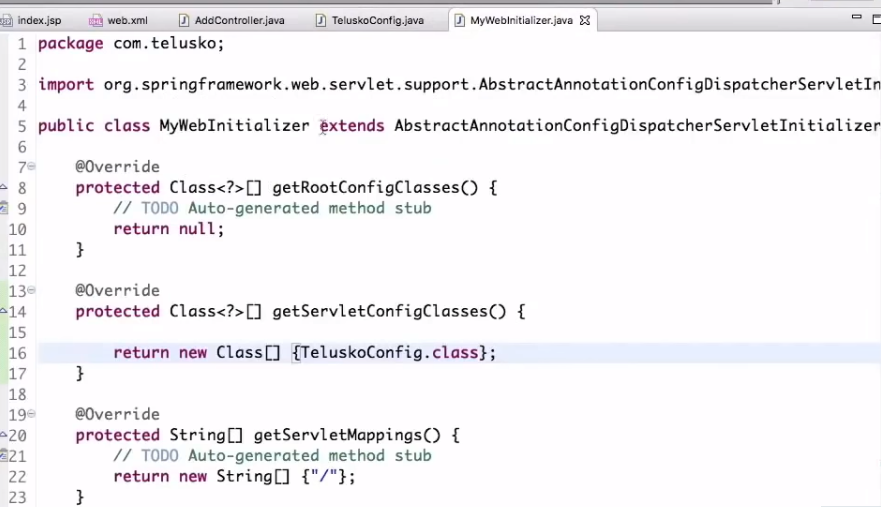 index.jsp web.xml AddController.java TeluskoConfig.java MyWebInitializer.java
1 package com.telusko;
2
3 import org.springframework.web.servlet.support.AbstractAnnotationConfigDispatcherServletIn
4
5 public class MyWebInitializer extends AbstractAnnotationConfigDispatcherServletInitializer
6
7 @Override
8 protected Class<?>[] getRootConfigClasses() {
9 // TODO Auto-generated method stub
10 return null;
11 }
12
13 @Override
14 protected Class<?>[] getServletConfigClasses() {
15
16 return new Class[] {TeluskoConfig.class};
17 }
18
19 @Override
20 protected String[] getServletMappings() {
21 // TODO Auto-generated method stub
22 return new String[] {"/"};
23 }